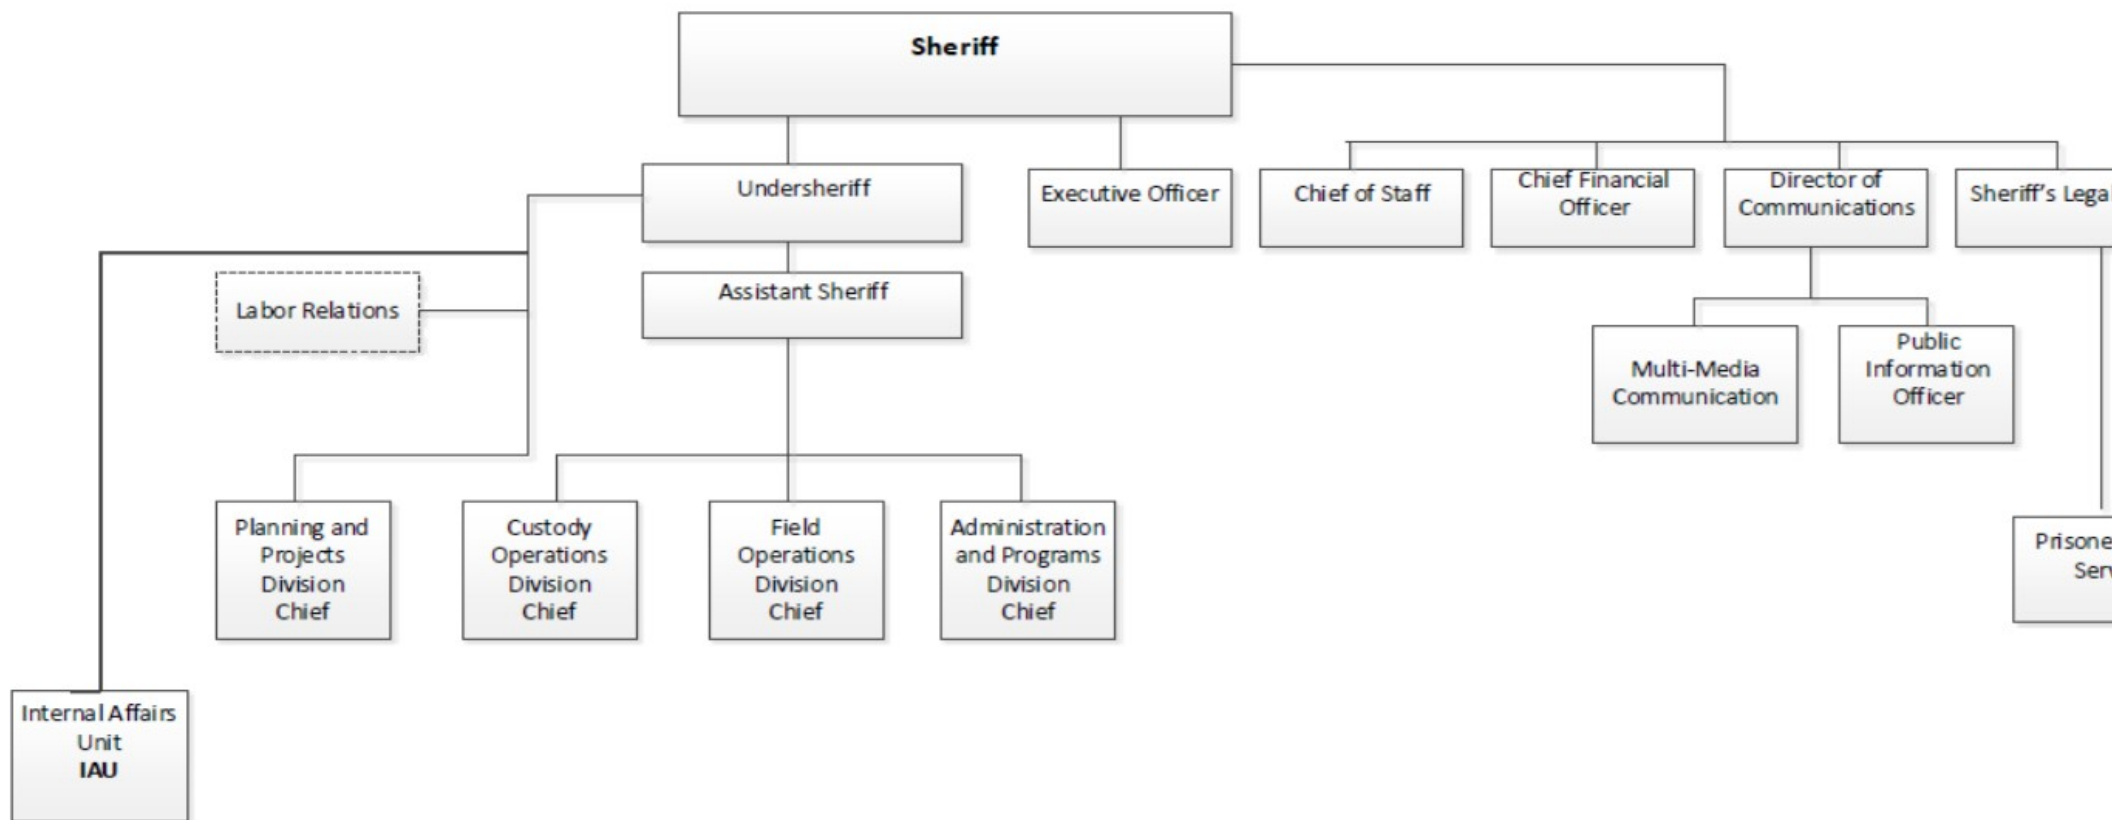 Sheriff
Undersheriff
Executive Officer
Chief of Staff
Chief Financial
Officer
Director of
Communications
Sheriff's Legal
Labor Relations
Assistant Sheriff
Multi-Media
Communication
Public
Information
Officer
Planning and
Projects
Division
Chief
Custody
Operations
Division
Chief
Field
Operations
Division
Chief
Administration
and Programs
Division
Chief
Internal Affairs
Unit
IAU